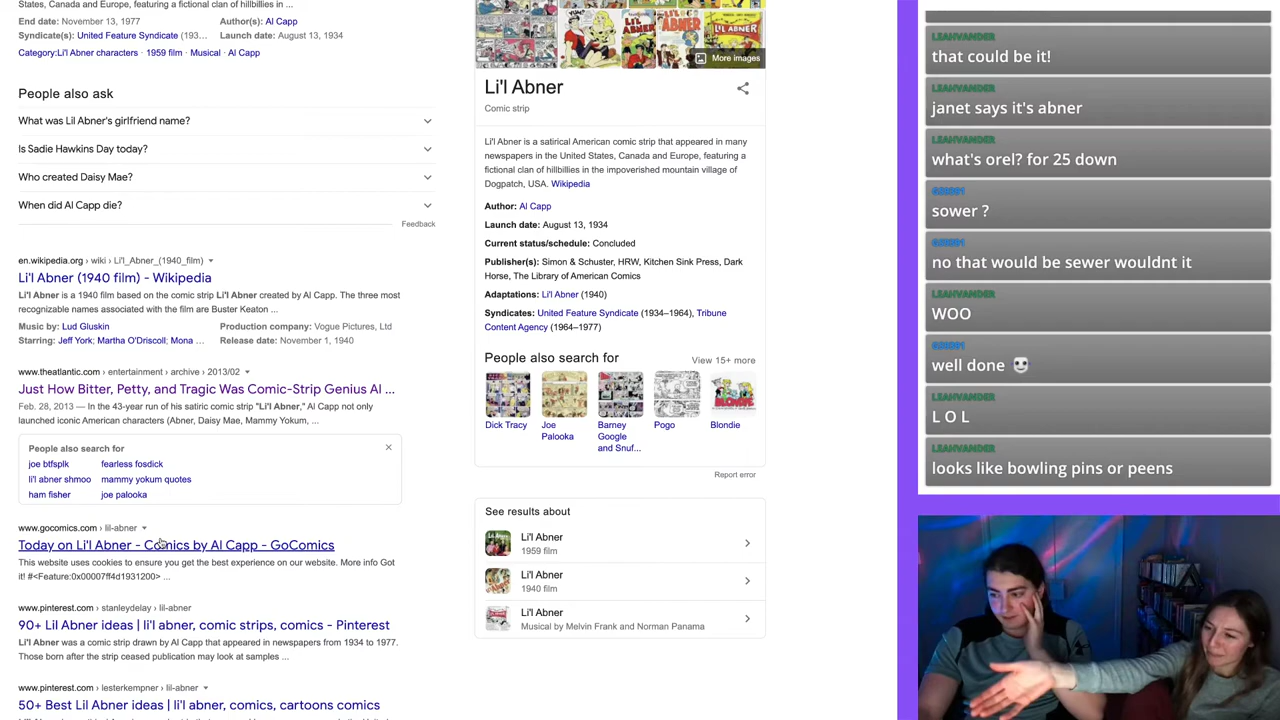 States, Canada and Europe, featuring a fictional clan of hillbillies in ...
End date: November 13, 1977
Author(s): Al Capp
Syndicate(s): United Feature Syndicate (193...
Launch date: August 13, 1934
Category:Li'l Abner characters · 1959 film · Musical · Al Capp
People also ask
What was Lil Abner's girlfriend name?
Is Sadie Hawkins Day today?
Who created Daisy Mae?
When did Al Capp die?
Feedback
en.wikipedia.org › wiki › Li'l_Abner_(1940_film)
Li'l Abner (1940 film) - Wikipedia
Li'l Abner is a 1940 film based on the comic strip Li'l Abner created by Al Capp. The three most
recognizable names associated with the film are Buster Keaton ...
Music by: Lud Gluskin
Production company: Vogue Pictures, Ltd
Starring: Jeff York; Martha O'Driscoll; Mona ...
Release date: November 1, 1940
www.theatlantic.com › entertainment › archive › 2013/02
Just How Bitter, Petty, and Tragic Was Comic-Strip Genius Al ...
Feb. 28, 2013 — In the 43-year run of his satiric comic strip "Li'l Abner," Al Capp not only
launched iconic American characters (Abner, Daisy Mae, Mammy Yokum, ...
People also search for
joe btfsplk
fearless fosdick
li'l abner shmoo
mammy yokum quotes
ham fisher
joe palooka
www.gocomics.com › lil-abner
Today on Li'l Abner - Comics by Al Capp - GoComics
This website uses cookies to ensure you get the best experience on our website. More info Got
it! #<Feature:0x00007ff4d1931200> ...
www.pinterest.com › stanleydelay › lil-abner
90+ Lil Abner ideas | li'l abner, comic strips, comics - Pinterest
Li'l Abner was a comic strip drawn by Al Capp that appeared in newspapers from 1934 to 1977.
Those born after the strip ceased publication may look at samples ...
www.pinterest.com › lesterkempner › lil-abner
50+ Best Lil Abner ideas | li'l abner, comics, cartoons comics
More images
Li'l Abner
Comic strip
Li'l Abner is a satirical American comic strip that appeared in many
newspapers in the United States, Canada and Europe, featuring a
fictional clan of hillbillies in the impoverished mountain village of
Dogpatch, USA. Wikipedia
Author: Al Capp
Launch date: August 13, 1934
Current status/schedule: Concluded
Publisher(s): Simon & Schuster, HRW, Kitchen Sink Press, Dark
Horse, The Library of American Comics
Adaptations: Li'l Abner (1940)
Syndicates: United Feature Syndicate (1934–1964), Tribune
Content Agency (1964–1977)
People also search for
View 15+ more
Dick Tracy
Joe
Palooka
Barney
Google
and Snuf...
Pogo
Blondie
Report error
See results about
Li'l Abner
1959 film
Li'l Abner
1940 film
Li'l Abner
Musical by Melvin Frank and Norman Panama
LEAHVANDER
that could be it!
LEAHVANDER
janet says it's abner
LEAHVANDER
what's orel? for 25 down
sower ?
no that would be sewer wouldnt it
LEAHVANDER
WOO
well done
LEAHVANDER
L O L
LEAHVANDER
looks like bowling pins or peens